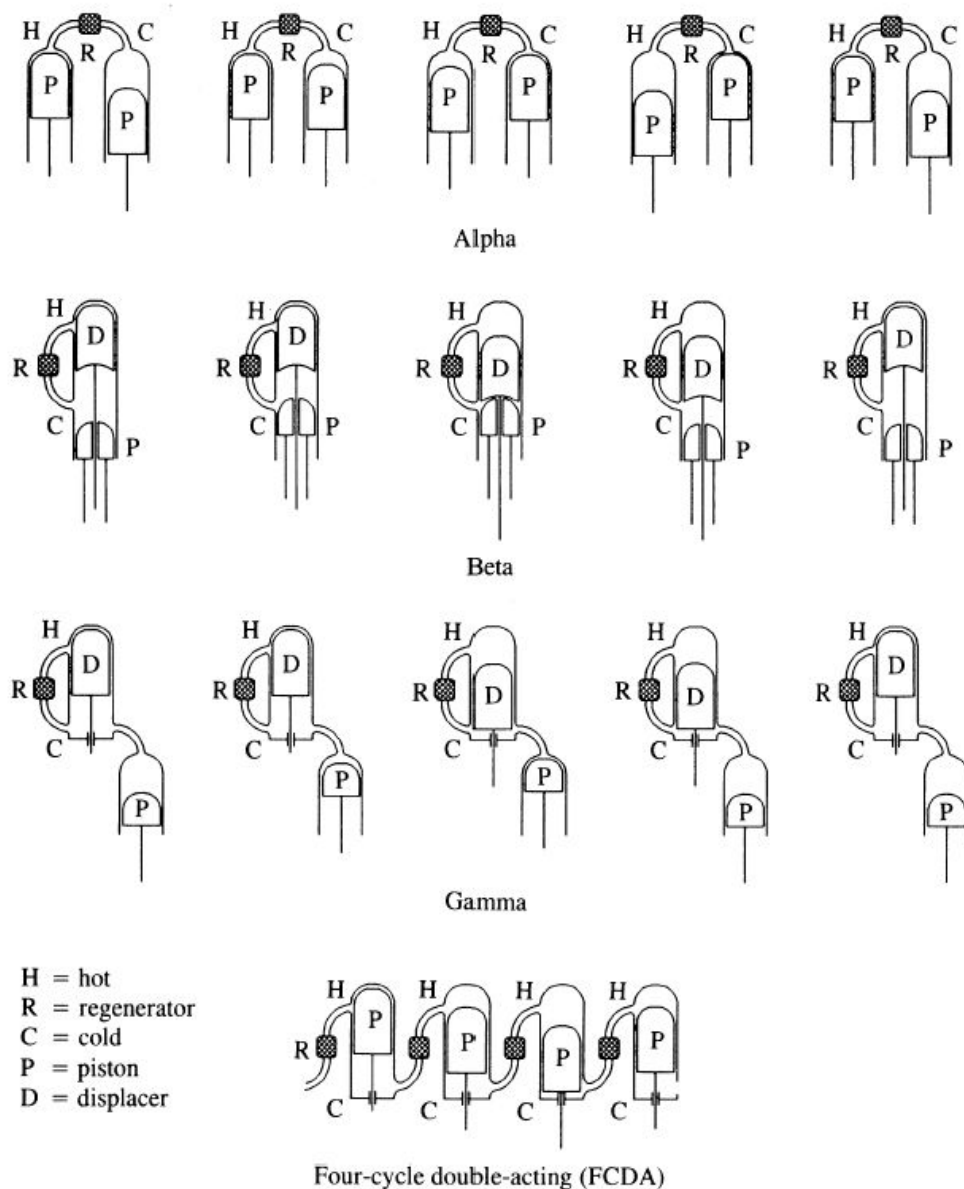 H C H C H C H C H C
R R R R R
P P P P P P P P P P
Alpha
H H H H H
D D D D D
R R R R R
C P C P C P C P C P
Beta
H H H H H
D D D D D
R R R R R
C C C C C
P P P P P
Gamma
H = hot
R = regenerator
C = cold
P = piston
D = displacer
H H H H
P P P P
R
C C C C
Four-cycle double-acting (FCDA)